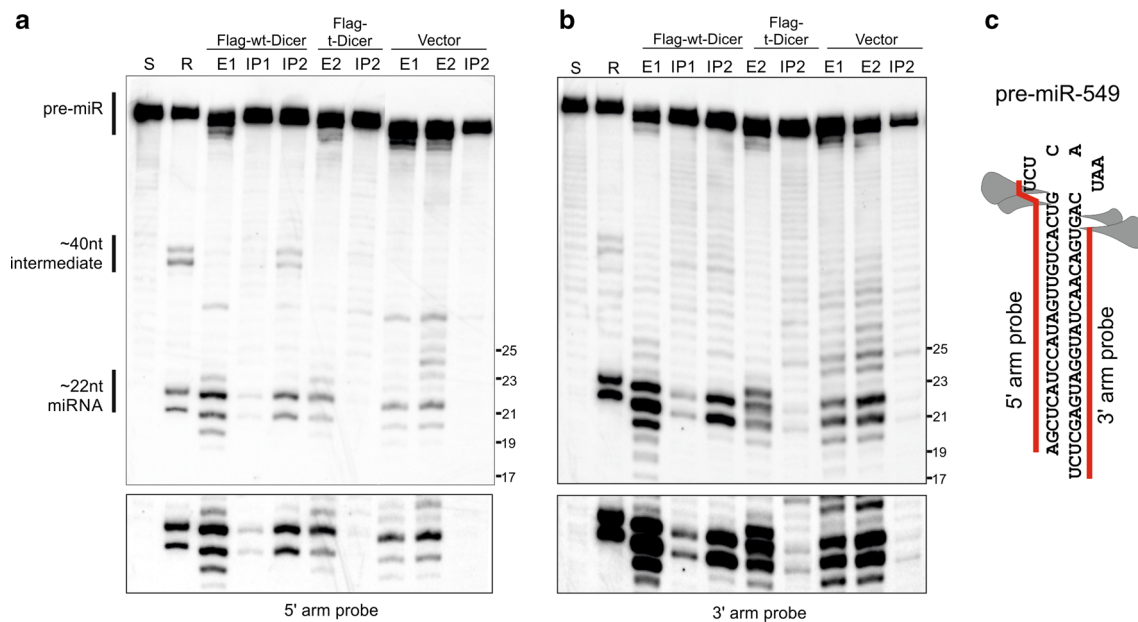 a
Flag-wt-Dicer
Flag-
t-Dicer
Vector
S R E1 IP1 IP2 E2 IP2 E1 E2 IP2
pre-miR
~40nt
intermediate
~22nt
miRNA
25
23
21
19
17
5' arm probe
b
Flag-wt-Dicer
Flag-
t-Dicer
Vector
S R E1 IP1 IP2 E2 IP2 E1 E2 IP2
25
23
21
19
17
3' arm probe
c
pre-miR-549
5' arm probe
AGCUCAUCCAUAGUUGUCACUG
UCU
C
A
UAA
UCUCGAGUAGGUAUCAACAGUGAC
3' arm probe